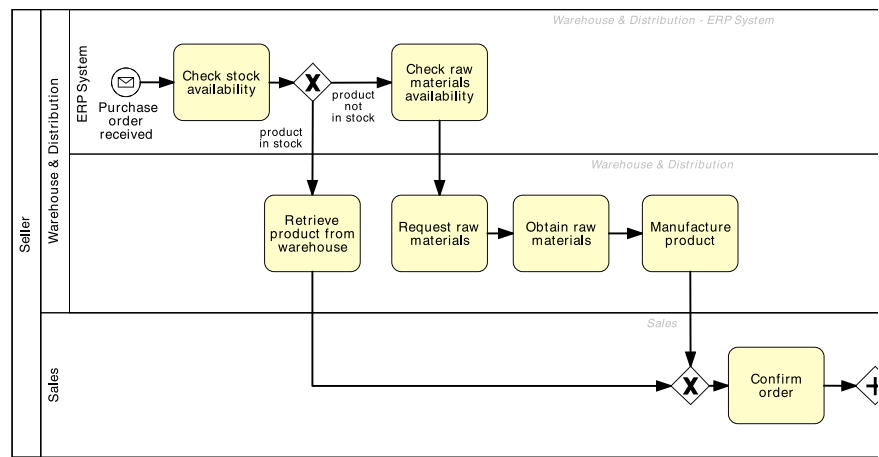 Warehouse & Distribution - ERP System
Seller
Warehouse & Distribution
ERP System
Purchase
order
received
Check stock
availability
product
not
in stock
product
in stock
Check raw
materials
availability
Warehouse & Distribution
Retrieve
product from
warehouse
Request raw
materials
Obtain raw
materials
Manufacture
product
Sales
Sales
Confirm
order